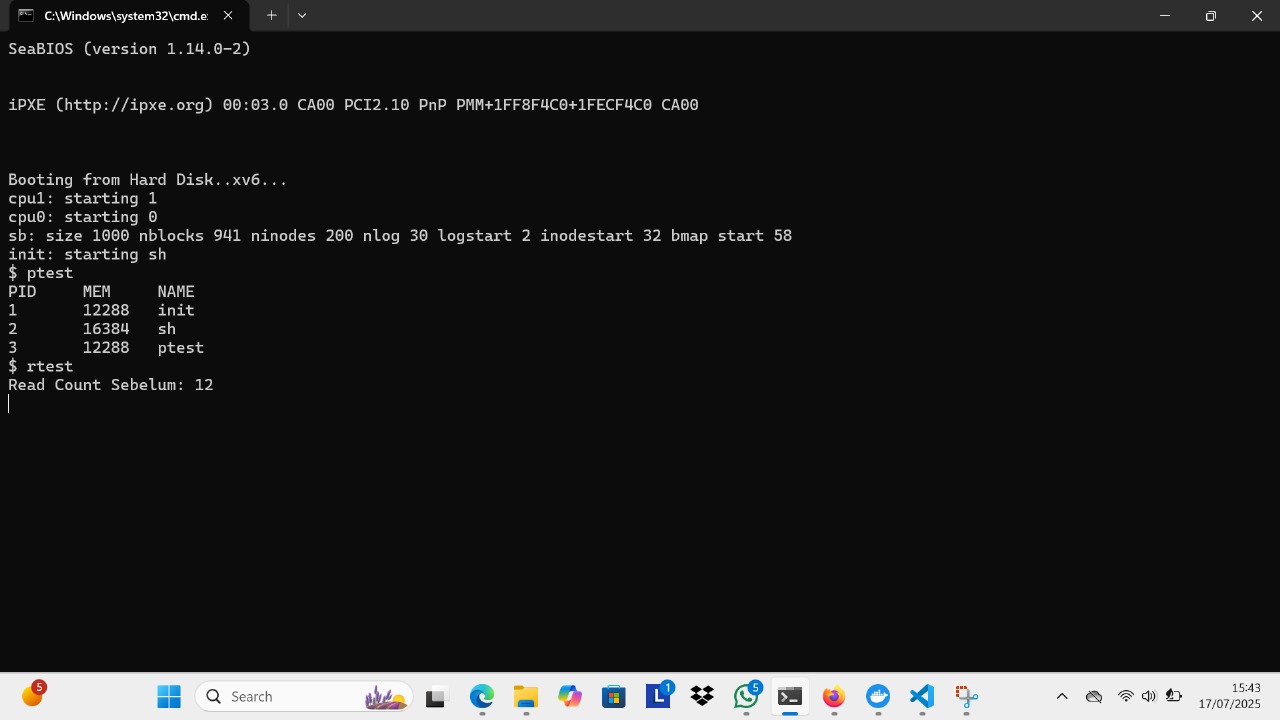 C:\Windows\system32\cmd.e
SeaBIOS (version 1.14.0-2)
iPXE (http://ipxe.org) 00:03.0 CA00 PCI2.10 PnP PMM+1FF8F4C0+1FECF4C0 CA00
Booting from Hard Disk..xv6...
cpu1: starting 1
cpu0: starting 0
sb: size 1000 nblocks 941 ninodes 200 nlog 30 logstart 2 inodestart 32 bmap start 58
init: starting sh
$ ptest
PID MEM NAME
1 12288 init
2 16384 sh
3 12288 ptest
$ rtest
Read Count Sebelum: 12
5
Search
L 1
5
15:43
17/07/2025